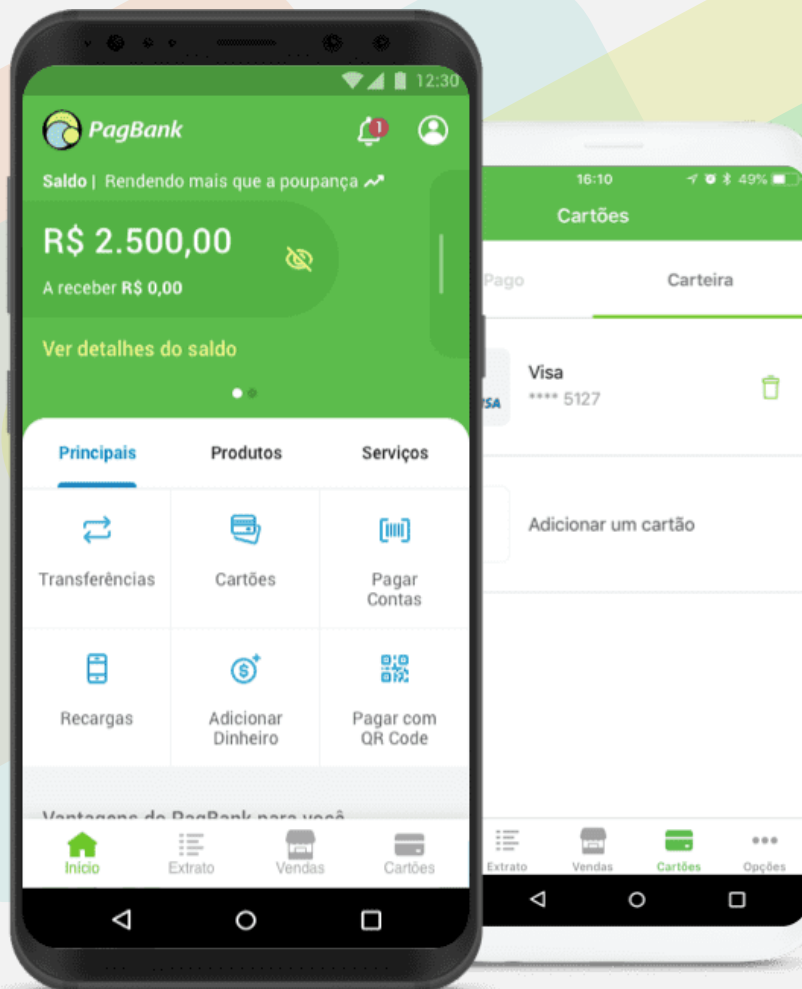 12:30
PagBank
1
Saldo | Rendendo mais que a poupança
R$ 2.500,00
A receber R$ 0,00
Ver detalhes do saldo
Principais
Produtos
Serviços
Transferências
Cartões
Pagar
Contas
Recargas
Adicionar
Dinheiro
Pagar com
QR Code
Vantagens do PagBank para você
Início
Extrato
Vendas
Cartões
16:10
49%
Cartões
Pago
Carteira
Visa
**** 5127
Adicionar um cartão
Extrato
Vendas
Cartões
Opções